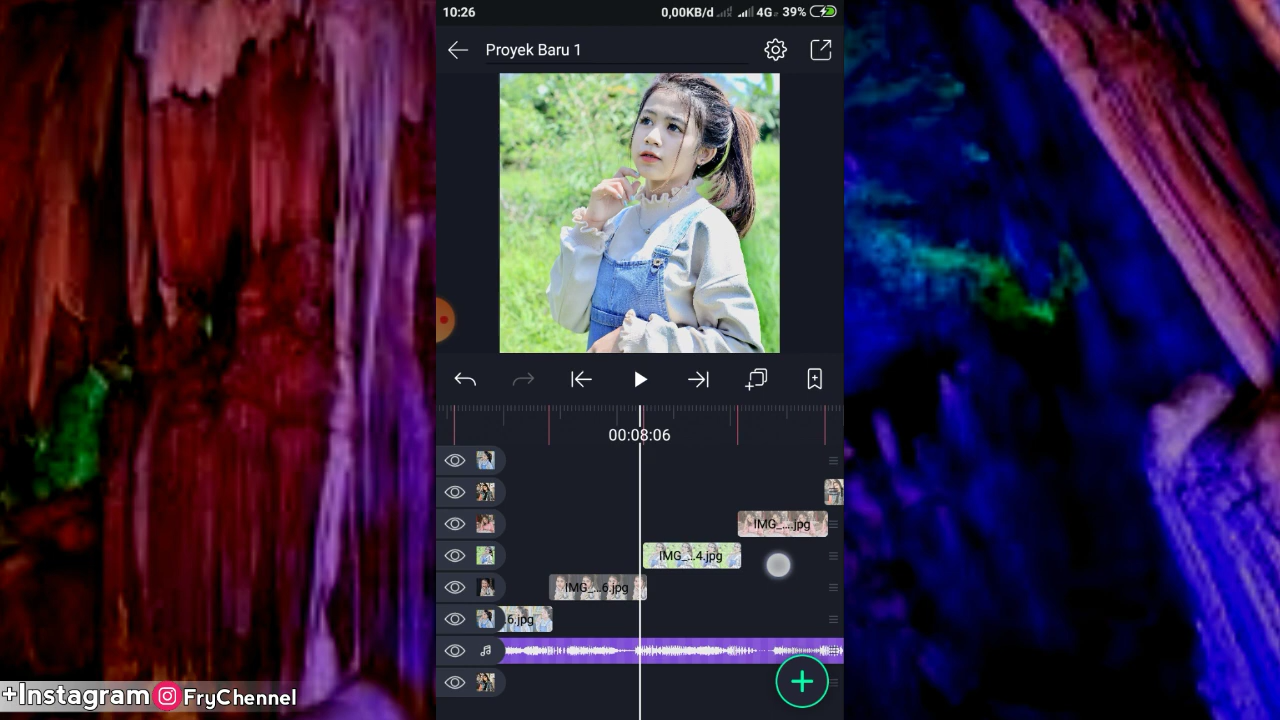 10:26
0,00KB/d
4G
39%
Proyek Baru 1
00:08:06
IMG_....jpg
IMG_...4.jpg
IMG_...6.jpg
.6.jpg
+Instagram FryChennel